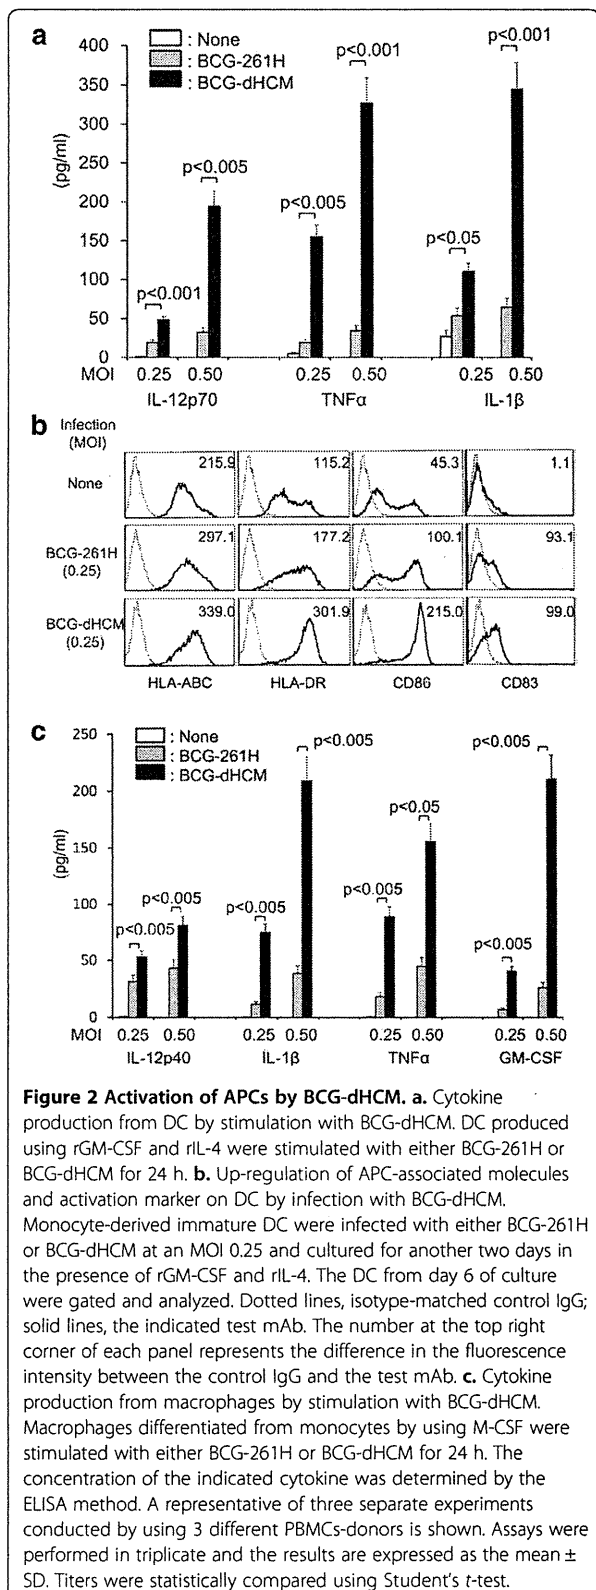 a
400
350
300
250
200
150
100
50
0
(pg/ml)
: None
: BCG-261H
: BCG-dHCM
p<0.001
p<0.005
p<0.005
p<0.001
p<0.05
p<0.001
MOI 0.25 0.50 0.25 0.50 0.25 0.50
IL-12p70 TNFα IL-1β
b
Infection
(MOI)
None
215.9 115.2 45.3 1.1
BCG-261H
(0.25)
297.1 177.2 100.1 93.1
BCG-dHCM
(0.25)
339.0 301.9 215.0 99.0
HLA-ABC HLA-DR CD86 CD83
c
250
200
150
100
50
0
(pg/ml)
: None
: BCG-261H
: BCG-dHCM
p<0.005
p<0.005
p<0.005
p<0.005
p<0.005
p<0.05
p<0.005
p<0.005
MOI 0.25 0.50 0.25 0.50 0.25 0.50 0.25 0.50
IL-12p40 IL-1β TNFα GM-CSF
Figure 2 Activation of APCs by BCG-dHCM. a. Cytokine
production from DC by stimulation with BCG-dHCM. DC produced
using rGM-CSF and rIL-4 were stimulated with either BCG-261H or
BCG-dHCM for 24 h. b. Up-regulation of APC-associated molecules
and activation marker on DC by infection with BCG-dHCM.
Monocyte-derived immature DC were infected with either BCG-261H
or BCG-dHCM at an MOI 0.25 and cultured for another two days in
the presence of rGM-CSF and rIL-4. The DC from day 6 of culture
were gated and analyzed. Dotted lines, isotype-matched control IgG;
solid lines, the indicated test mAb. The number at the top right
corner of each panel represents the difference in the fluorescence
intensity between the control IgG and the test mAb. c. Cytokine
production from macrophages by stimulation with BCG-dHCM.
Macrophages differentiated from monocytes by using M-CSF were
stimulated with either BCG-261H or BCG-dHCM for 24 h. The
concentration of the indicated cytokine was determined by the
ELISA method. A representative of three separate experiments
conducted by using 3 different PBMCs-donors is shown. Assays were
performed in triplicate and the results are expressed as the mean ±
SD. Titers were statistically compared using Student's t-test.